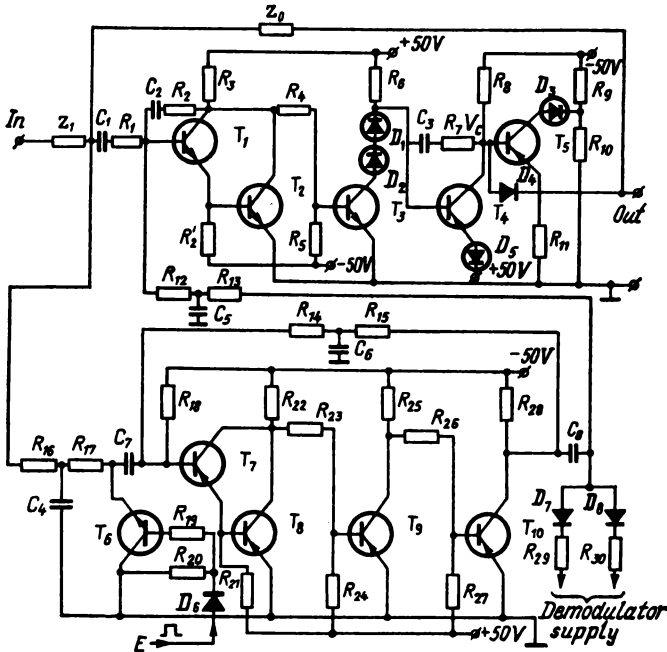 Z₀
+50V
-50V
C₂ R₂ R₃ R₄ R₆ R₈ D₃ R₉
In Z₁ C₁ R₁ T₁ D₁ C₃ R₇ V_c T₅ R₁₀
T₂ D₂ T₃ D₄ T₄ Out
R₂' R₅ D₅ R₁₁
-50V +50V
R₁₂ R₁₃
C₅ R₁₄ R₁₅
C₆ -50V
R₁₈ R₂₂ R₂₃ R₂₅ R₂₆ R₂₈
R₁₆ R₁₇ C₇ T₇ C₈
C₄ D₇ D₈
T₆ R₁₉ T₈ T₉ T₁₀
R₂₀ R₂₁ R₂₄ R₂₇ R₂₉ R₃₀
D₆ Demodulator
E +50V supply